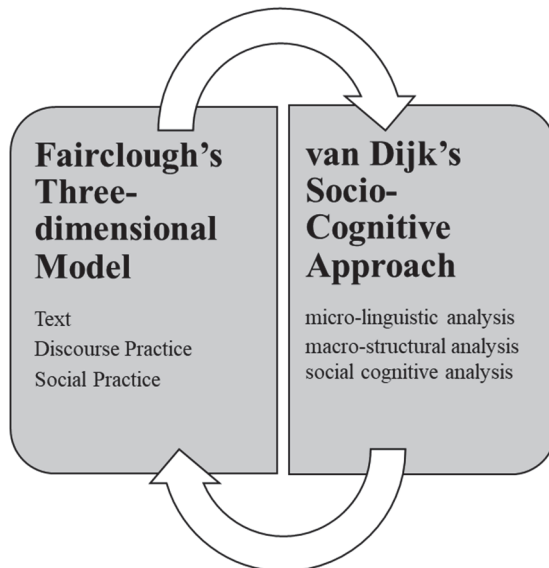 Fairclough’s
Three-
dimensional
Model
Text
Discourse Practice
Social Practice
van Dijk’s
Socio-
Cognitive
Approach
micro-linguistic analysis
macro-structural analysis
social cognitive analysis